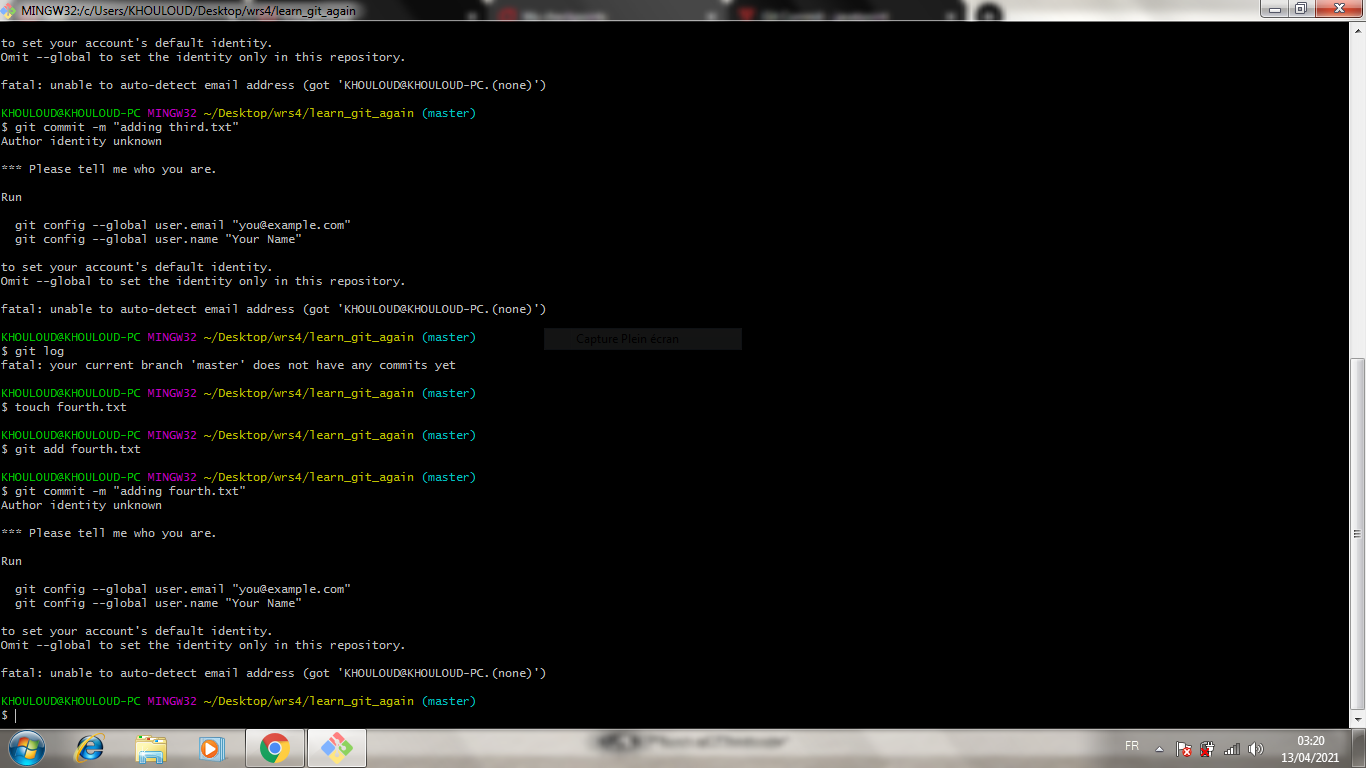 MINGW32:/c/Users/KHOULOUD/Desktop/wrs4/learn_git_again
to set your account's default identity.
Omit --global to set the identity only in this repository.
fatal: unable to auto-detect email address (got 'KHOULOUD@KHOULOUD-PC.(none)')
KHOULOUD@KHOULOUD-PC MINGW32 ~/Desktop/wrs4/learn_git_again (master)
$ git commit -m "adding third.txt"
Author identity unknown
*** Please tell me who you are.
Run
git config --global user.email "you@example.com"
git config --global user.name "Your Name"
to set your account's default identity.
Omit --global to set the identity only in this repository.
fatal: unable to auto-detect email address (got 'KHOULOUD@KHOULOUD-PC.(none)')
KHOULOUD@KHOULOUD-PC MINGW32 ~/Desktop/wrs4/learn_git_again (master)
Capture Plein écran
$ git log
fatal: your current branch 'master' does not have any commits yet
KHOULOUD@KHOULOUD-PC MINGW32 ~/Desktop/wrs4/learn_git_again (master)
$ touch fourth.txt
KHOULOUD@KHOULOUD-PC MINGW32 ~/Desktop/wrs4/learn_git_again (master)
$ git add fourth.txt
KHOULOUD@KHOULOUD-PC MINGW32 ~/Desktop/wrs4/learn_git_again (master)
$ git commit -m "adding fourth.txt"
Author identity unknown
*** Please tell me who you are.
Run
git config --global user.email "you@example.com"
git config --global user.name "Your Name"
to set your account's default identity.
Omit --global to set the identity only in this repository.
fatal: unable to auto-detect email address (got 'KHOULOUD@KHOULOUD-PC.(none)')
KHOULOUD@KHOULOUD-PC MINGW32 ~/Desktop/wrs4/learn_git_again (master)
$
FR
03:20
13/04/2021